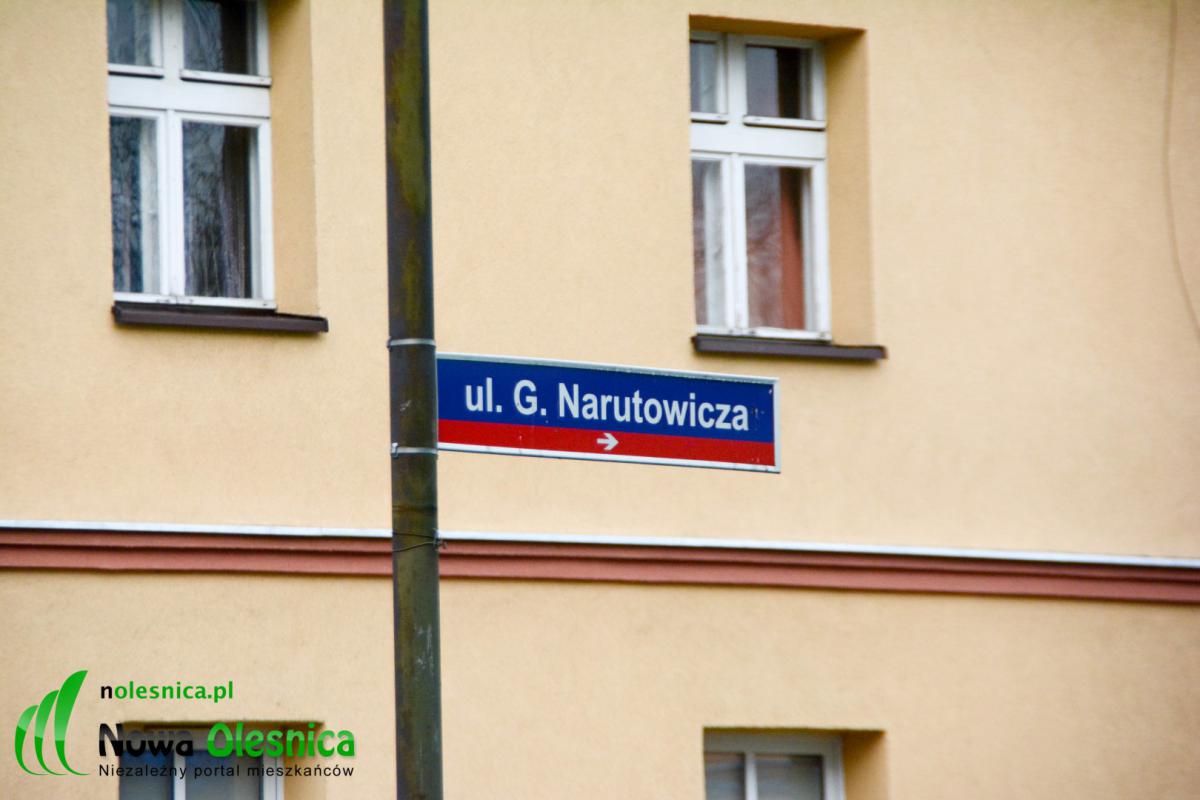 ul. G. Narutowicza
nolesnica.pl
Nowa Olesnica
Niezależny portal mieszkańców